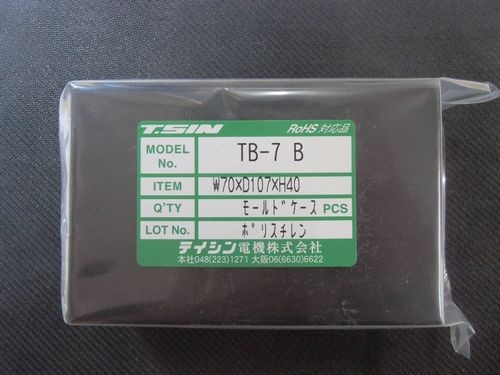 T.SIN RoHS 対応品
MODEL No. TB-7 B
ITEM W70×D107×H40
Q'TY ﾓｰﾙﾄﾞｹｰｽ PCS
LOT No. ﾎﾟﾘｽﾁﾚﾝ
テイシン電機株式会社
本社048(223)1271 大阪06(6630)6622